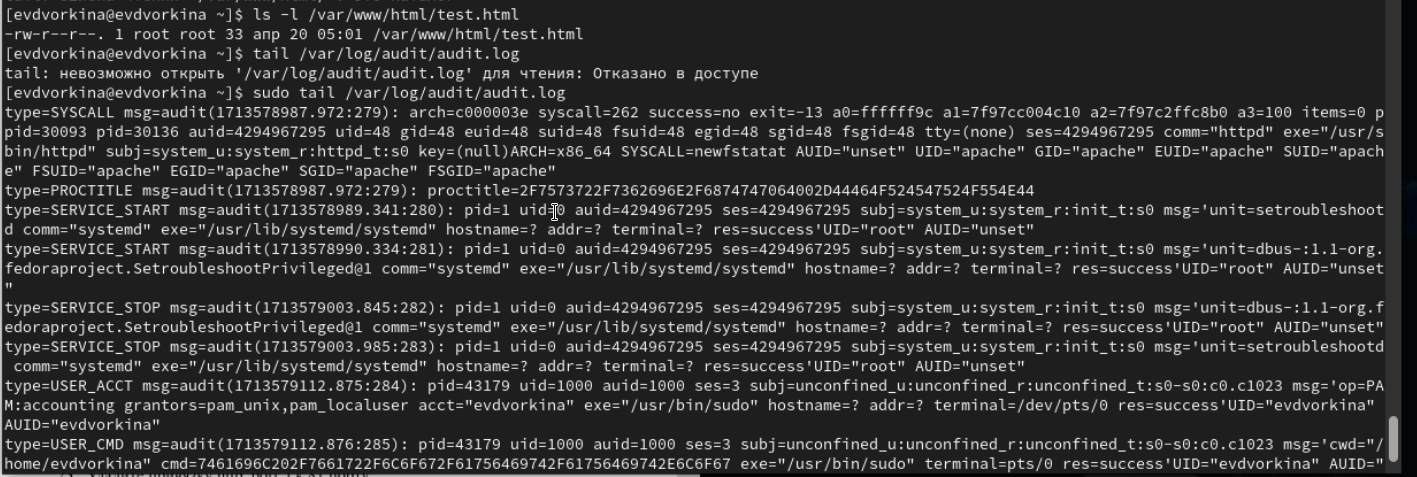 [evdvorkina@evdvorkina ~]$ ls -l /var/www/html/test.html
-rw-r--r--. 1 root root 33 апр 20 05:01 /var/www/html/test.html
[evdvorkina@evdvorkina ~]$ tail /var/log/audit/audit.log
tail: невозможно открыть '/var/log/audit/audit.log' для чтения: Отказано в доступе
[evdvorkina@evdvorkina ~]$ sudo tail /var/log/audit/audit.log
type=SYSCALL msg=audit(1713578987.972:279): arch=c000003e syscall=262 success=no exit=-13 a0=ffffff9c a1=7f97cc004c10 a2=7f97c2ffc8b0 a3=100 items=0 p
pid=30093 pid=30136 auid=4294967295 uid=48 gid=48 euid=48 suid=48 fsuid=48 egid=48 sgid=48 fsgid=48 tty=(none) ses=4294967295 comm="httpd" exe="/usr/s
bin/httpd" subj=system_u:system_r:httpd_t:s0 key=(null)ARCH=x86_64 SYSCALL=newfstatat AUID="unset" UID="apache" GID="apache" EUID="apache" SUID="apach
e" FSUID="apache" EGID="apache" SGID="apache" FSGID="apache"
type=PROCTITLE msg=audit(1713578987.972:279): proctitle=2F7573722F7362696E2F6874747064002D44464F524547524F554E44
type=SERVICE_START msg=audit(1713578989.341:280): pid=1 uid=0 auid=4294967295 ses=4294967295 subj=system_u:system_r:init_t:s0 msg='unit=setroubleshoot
d comm="systemd" exe="/usr/lib/systemd/systemd" hostname=? addr=? terminal=? res=success'UID="root" AUID="unset"
type=SERVICE_START msg=audit(1713578990.334:281): pid=1 uid=0 auid=4294967295 ses=4294967295 subj=system_u:system_r:init_t:s0 msg='unit=dbus-:1.1-org.
fedoraproject.SetroubleshootPrivileged@1 comm="systemd" exe="/usr/lib/systemd/systemd" hostname=? addr=? terminal=? res=success'UID="root" AUID="unset
"
type=SERVICE_STOP msg=audit(1713579003.845:282): pid=1 uid=0 auid=4294967295 ses=4294967295 subj=system_u:system_r:init_t:s0 msg='unit=dbus-:1.1-org.f
edoraproject.SetroubleshootPrivileged@1 comm="systemd" exe="/usr/lib/systemd/systemd" hostname=? addr=? terminal=? res=success'UID="root" AUID="unset"
type=SERVICE_STOP msg=audit(1713579003.985:283): pid=1 uid=0 auid=4294967295 ses=4294967295 subj=system_u:system_r:init_t:s0 msg='unit=setroubleshootd
comm="systemd" exe="/usr/lib/systemd/systemd" hostname=? addr=? terminal=? res=success'UID="root" AUID="unset"
type=USER_ACCT msg=audit(1713579112.875:284): pid=43179 uid=1000 auid=1000 ses=3 subj=unconfined_u:unconfined_r:unconfined_t:s0-s0:c0.c1023 msg='op=PA
M:accounting grantors=pam_unix,pam_localuser acct="evdvorkina" exe="/usr/bin/sudo" hostname=? addr=? terminal=/dev/pts/0 res=success'UID="evdvorkina"
AUID="evdvorkina"
type=USER_CMD msg=audit(1713579112.876:285): pid=43179 uid=1000 auid=1000 ses=3 subj=unconfined_u:unconfined_r:unconfined_t:s0-s0:c0.c1023 msg='cwd="/
home/evdvorkina" cmd=7461696C202F7661722F6C6F672F61756469742F61756469742E6C6F67 exe="/usr/bin/sudo" terminal=pts/0 res=success'UID="evdvorkina" AUID="